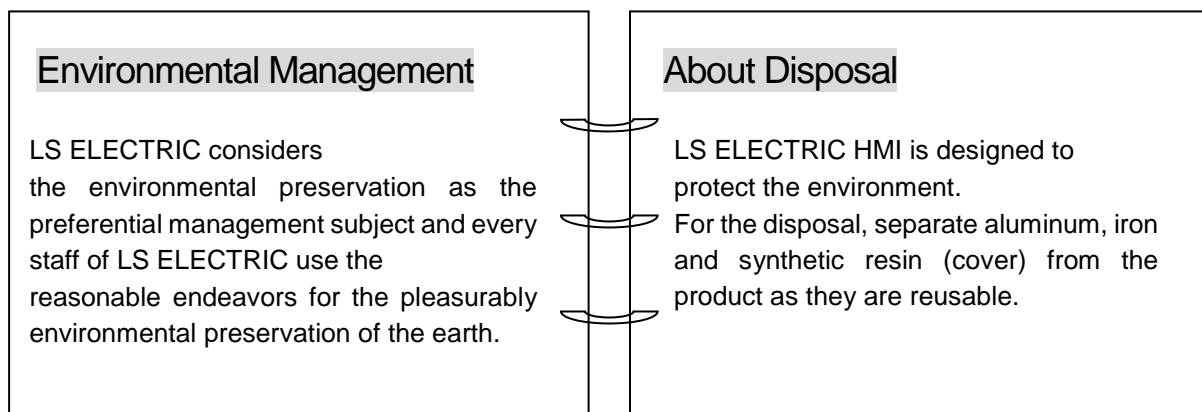 Environmental Management
LS ELECTRIC considers
the environmental preservation as the
preferential management subject and every
staff of LS ELECTRIC use the
reasonable endeavors for the pleasurably
environmental preservation of the earth.
About Disposal
LS ELECTRIC HMI is designed to
protect the environment.
For the disposal, separate aluminum, iron
and synthetic resin (cover) from the
product as they are reusable.